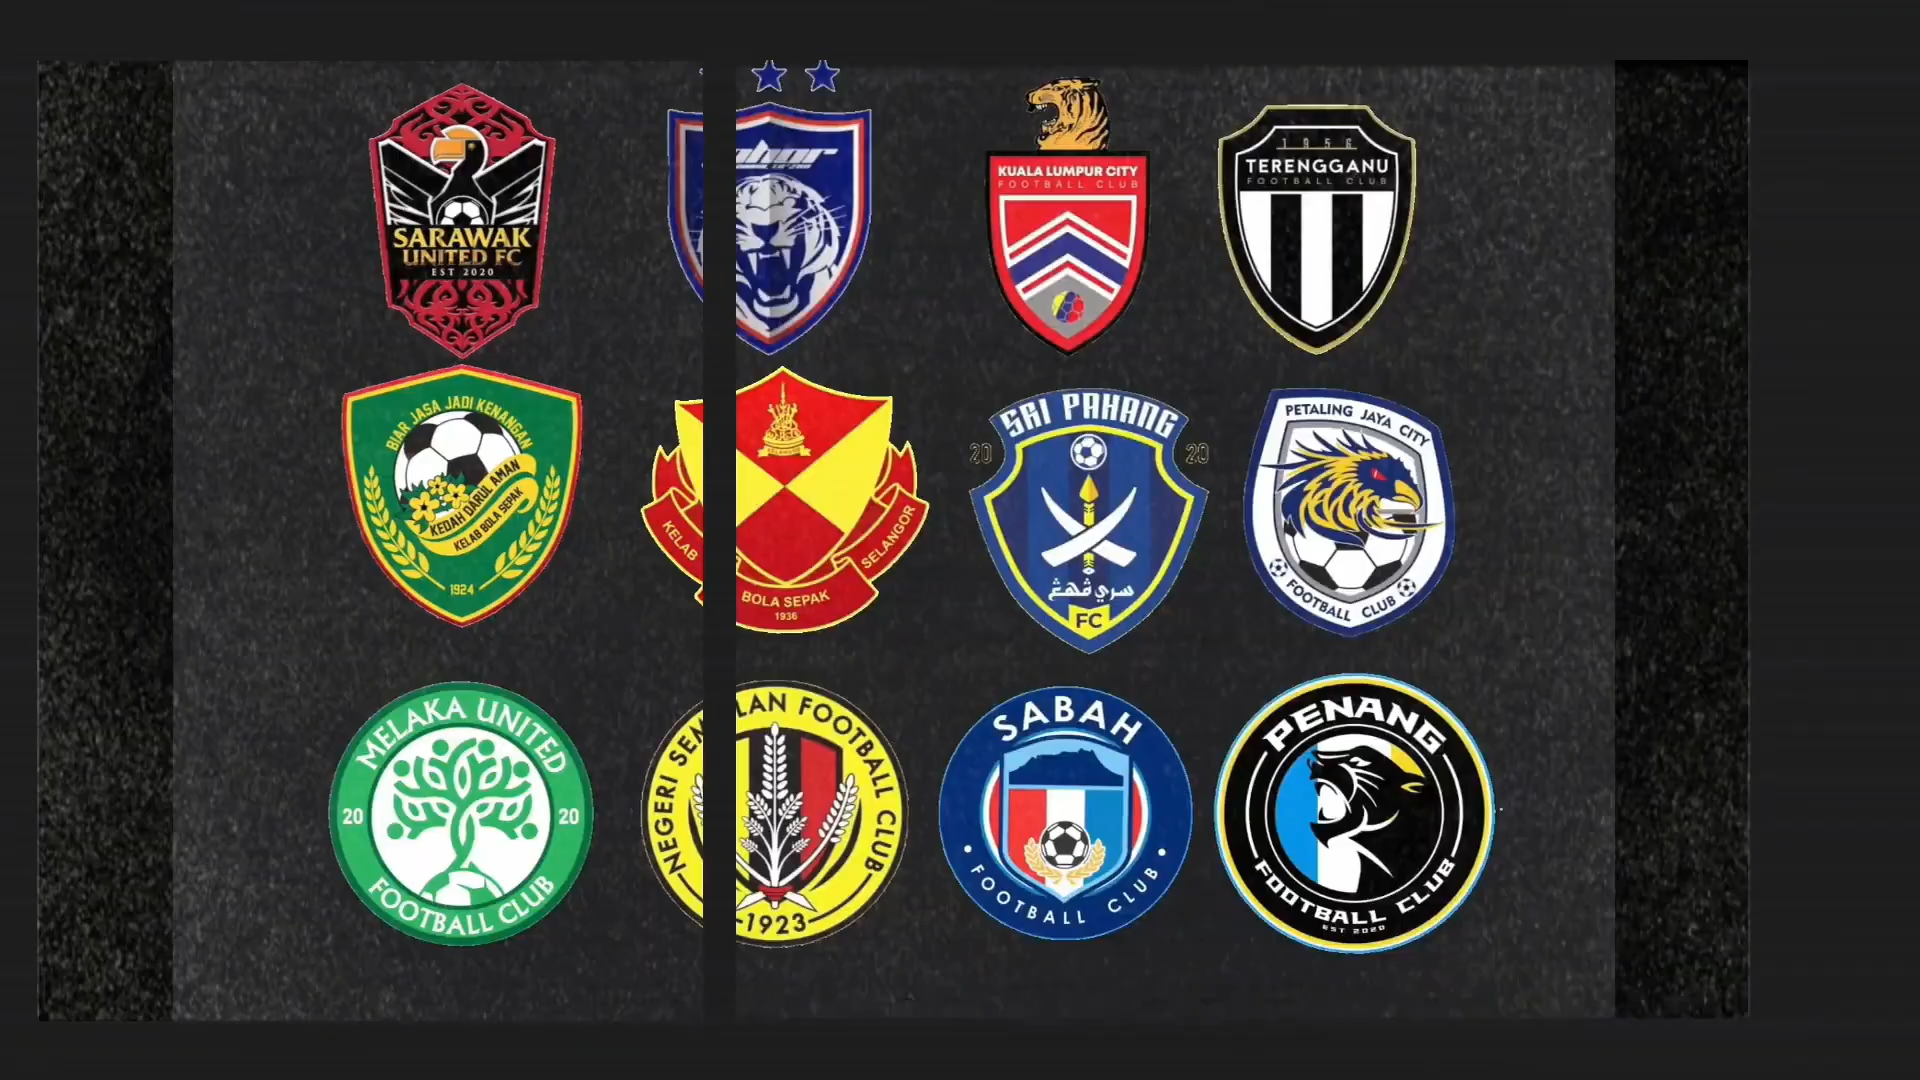 SARAWAK
UNITED FC
EST 2020
KUALA LUMPUR CITY
FOOTBALL CLUB
1956
TERENGGANU
FOOTBALL CLUB
BIAR JASA JADI KENANGAN
KEDAH DARUL AMAN
KELAB BOLA SEPAK
1924
KELAB
BOLA SEPAK
SELANGOR
1936
SRI PAHANG
20 20
سري ڤهڠ
FC
PETALING JAYA CITY
FOOTBALL CLUB
MELAKA UNITED
20 20
FOOTBALL CLUB
NEGERI SEM LAN FOOTBALL CLUB
1923
SABAH
FOOTBALL CLUB
PENANG
FOOTBALL CLUB
EST 2020